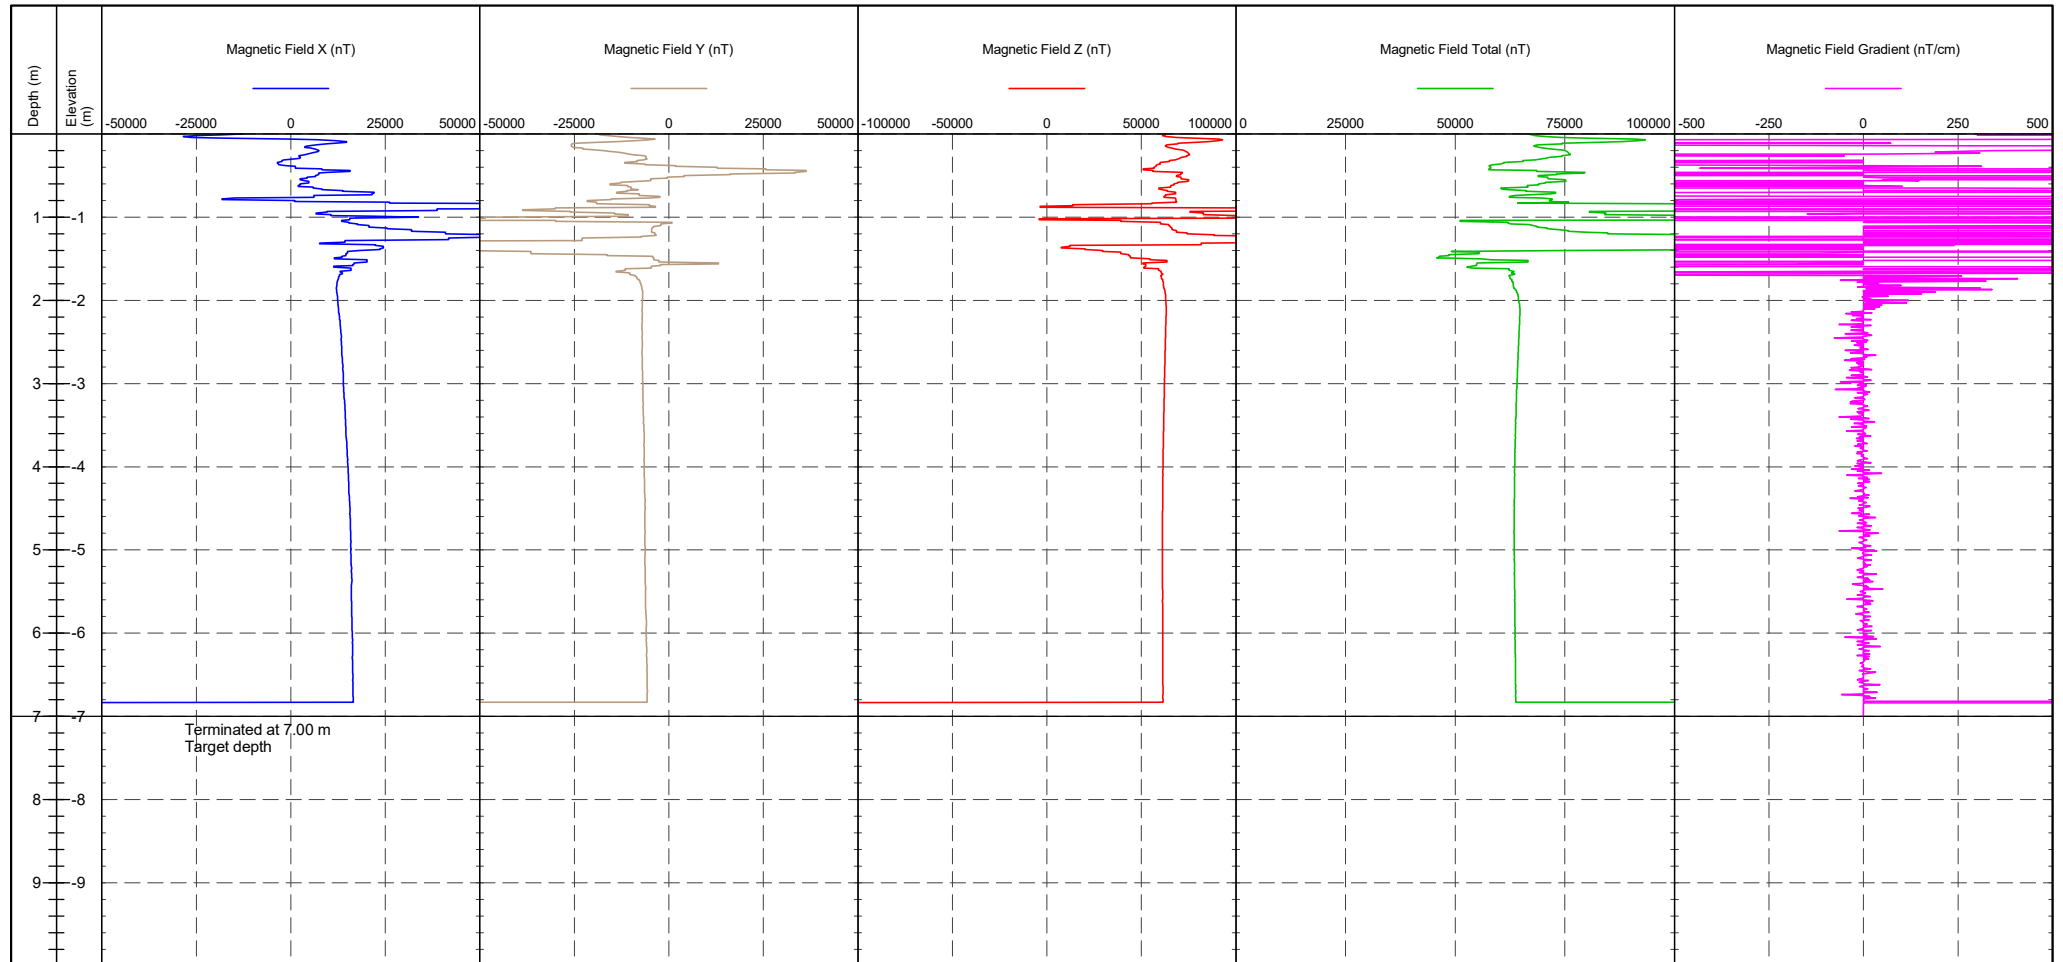 Depth (m)
Elevation
(m)
Magnetic Field X (nT)
Magnetic Field Y (nT)
Magnetic Field Z (nT)
Magnetic Field Total (nT)
Magnetic Field Gradient (nT/cm)
-50000 -25000 0 25000 50000
-50000 -25000 0 25000 50000
-100000 -50000 0 50000 100000
0 25000 50000 75000 100000
-500 -250 0 250 500
1 -1
2 -2
3 -3
4 -4
5 -5
6 -6
7 -7
Terminated at 7.00 m
Target depth
8 -8
9 -9